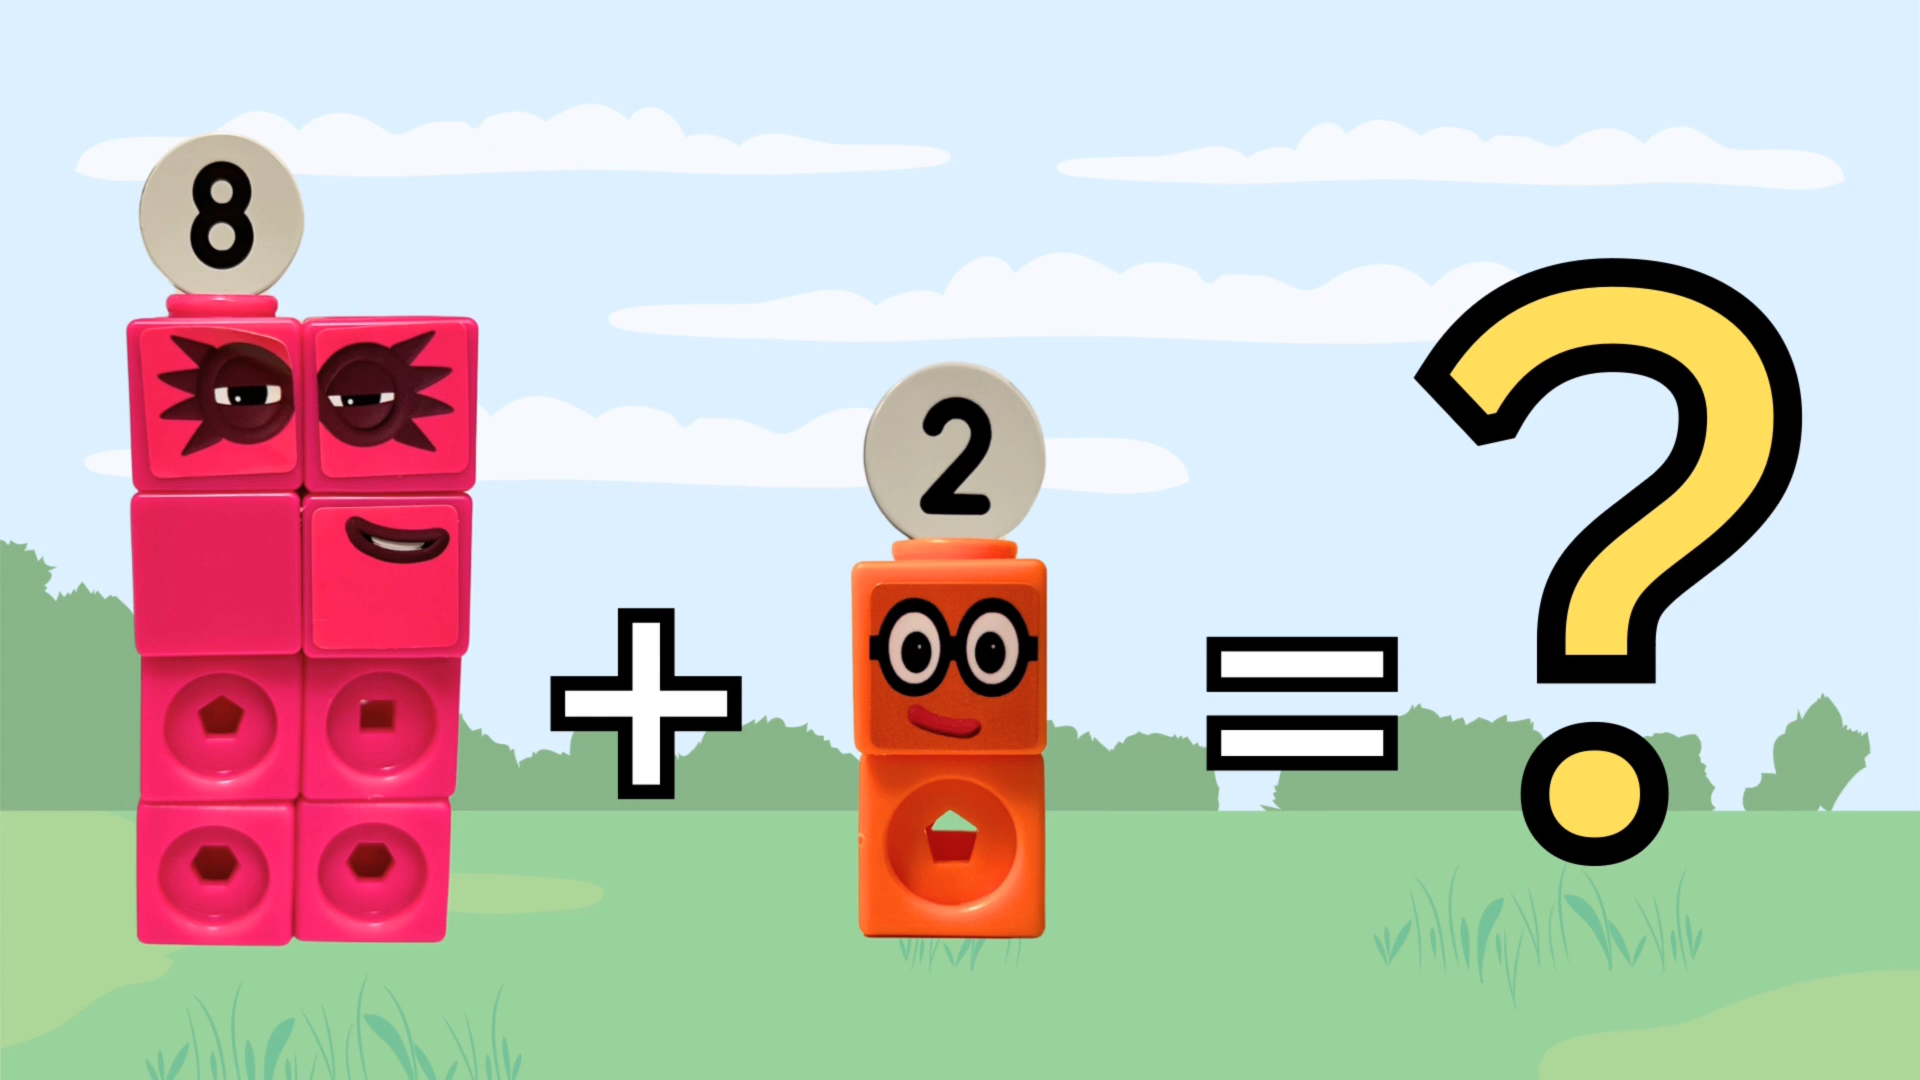 8
+ 2 = ?